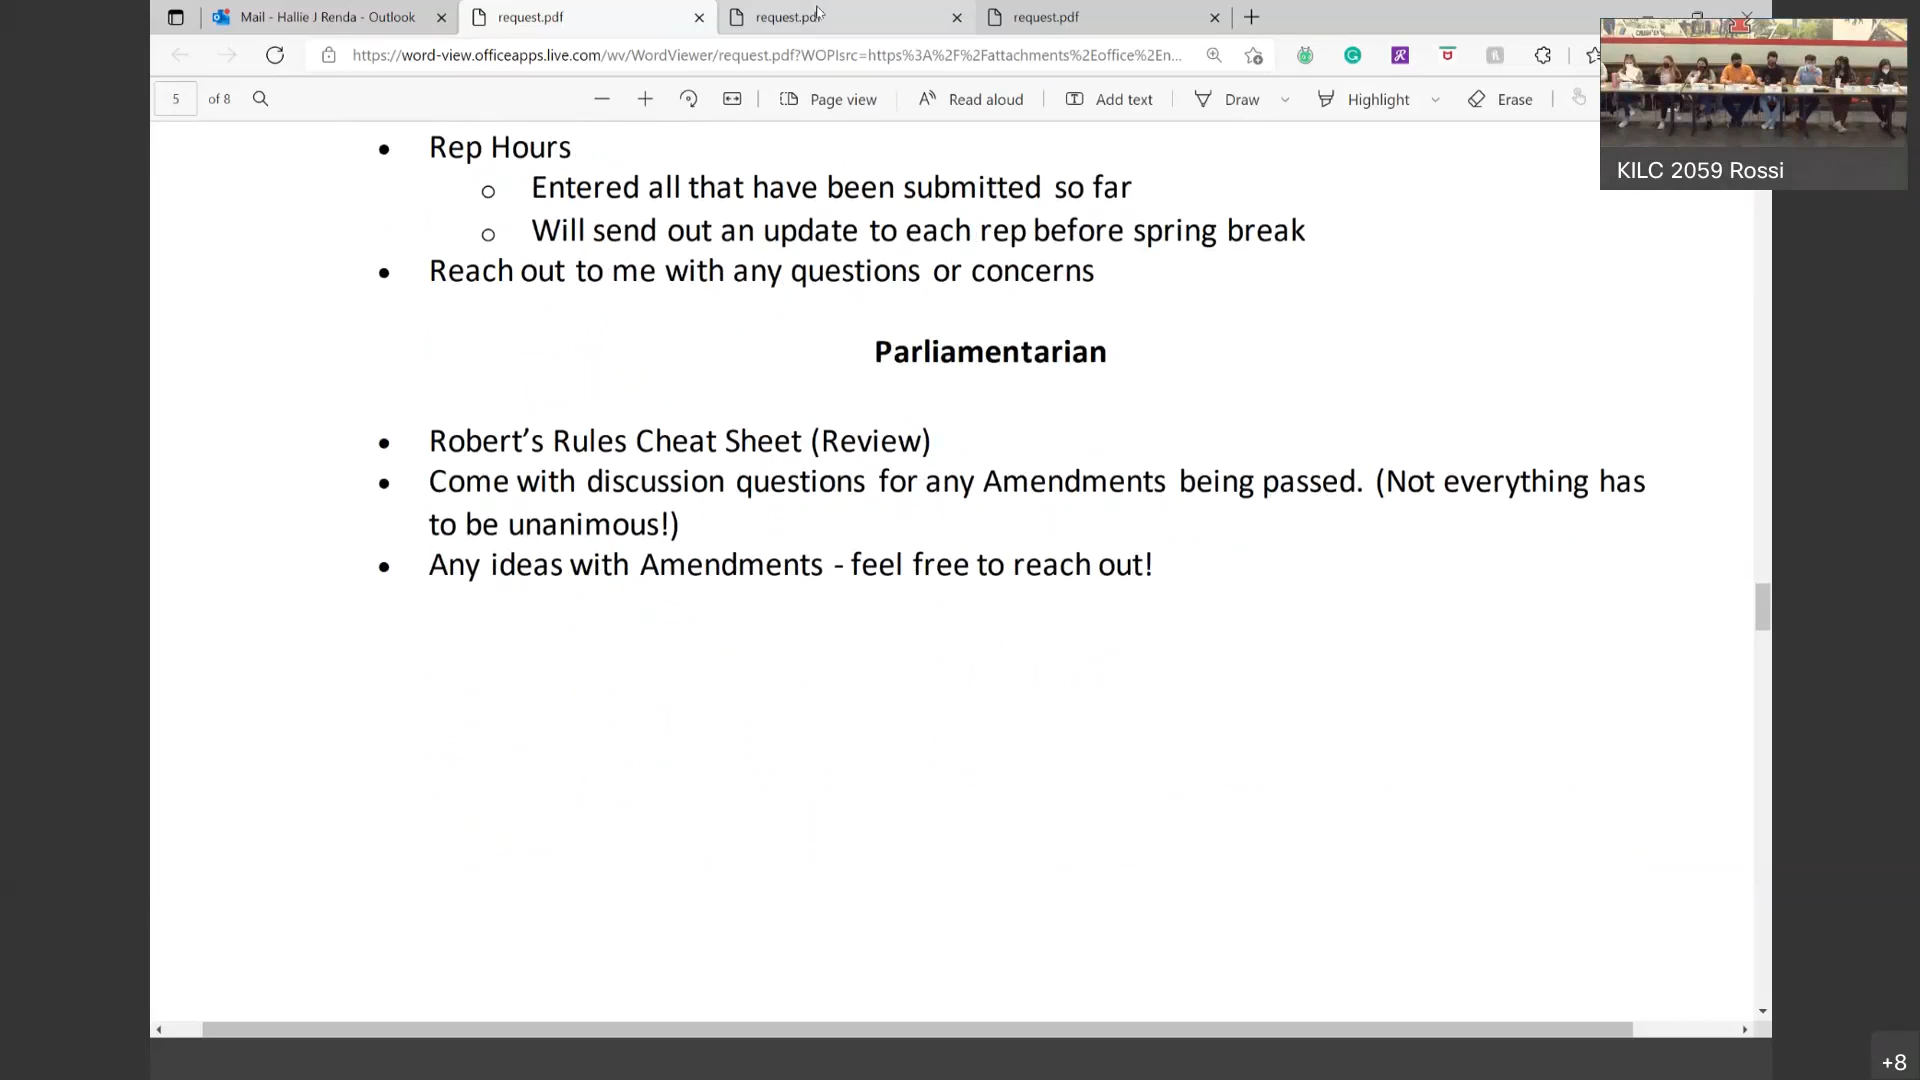 Mail - Hallie J Renda - Outlook
request.pdf
request.pdf
request.pdf
https://word-view.officeapps.live.com/wv/WordViewer/request.pdf?WOPIsrc=https%3A%2F%2Fattachments%2Eoffice%2En...
5 of 8
Page view
Read aloud
Add text
Draw
Highlight
Erase
KILC 2059 Rossi
• Rep Hours
o Entered all that have been submitted so far
o Will send out an update to each rep before spring break
• Reach out to me with any questions or concerns
Parliamentarian
• Robert’s Rules Cheat Sheet (Review)
• Come with discussion questions for any Amendments being passed. (Not everything has
to be unanimous!)
• Any ideas with Amendments - feel free to reach out!
+8